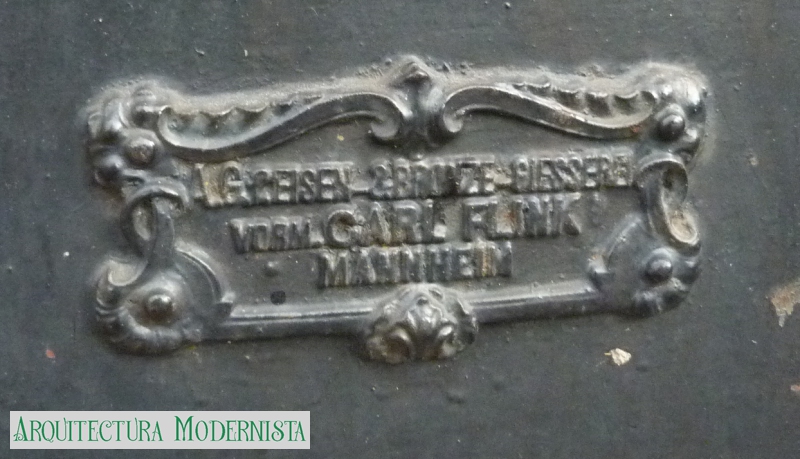 A.G. EISEN- & BRONZE-GIESSEREI
VORM. CARL FLINK
MANNHEIM
Arquitectura Modernista